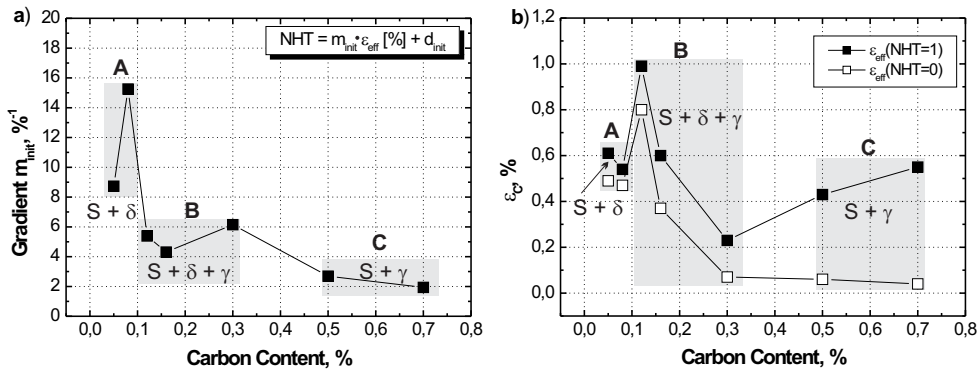 a)
NHT = m_init·ε_eff [%] + d_init
Gradient m_init, %⁻¹
20
18
16
14
12
10
8
6
4
2
0
A
S + δ
B
S + δ + γ
C
S + γ
0,0 0,1 0,2 0,3 0,4 0,5 0,6 0,7 0,8
Carbon Content, %
b)
ε_eff(NHT=1)
ε_eff(NHT=0)
ε_c, %
1,2
1,0
0,8
0,6
0,4
0,2
0,0
A
S + δ
B
S + δ + γ
C
S + γ
0,0 0,1 0,2 0,3 0,4 0,5 0,6 0,7 0,8
Carbon Content, %